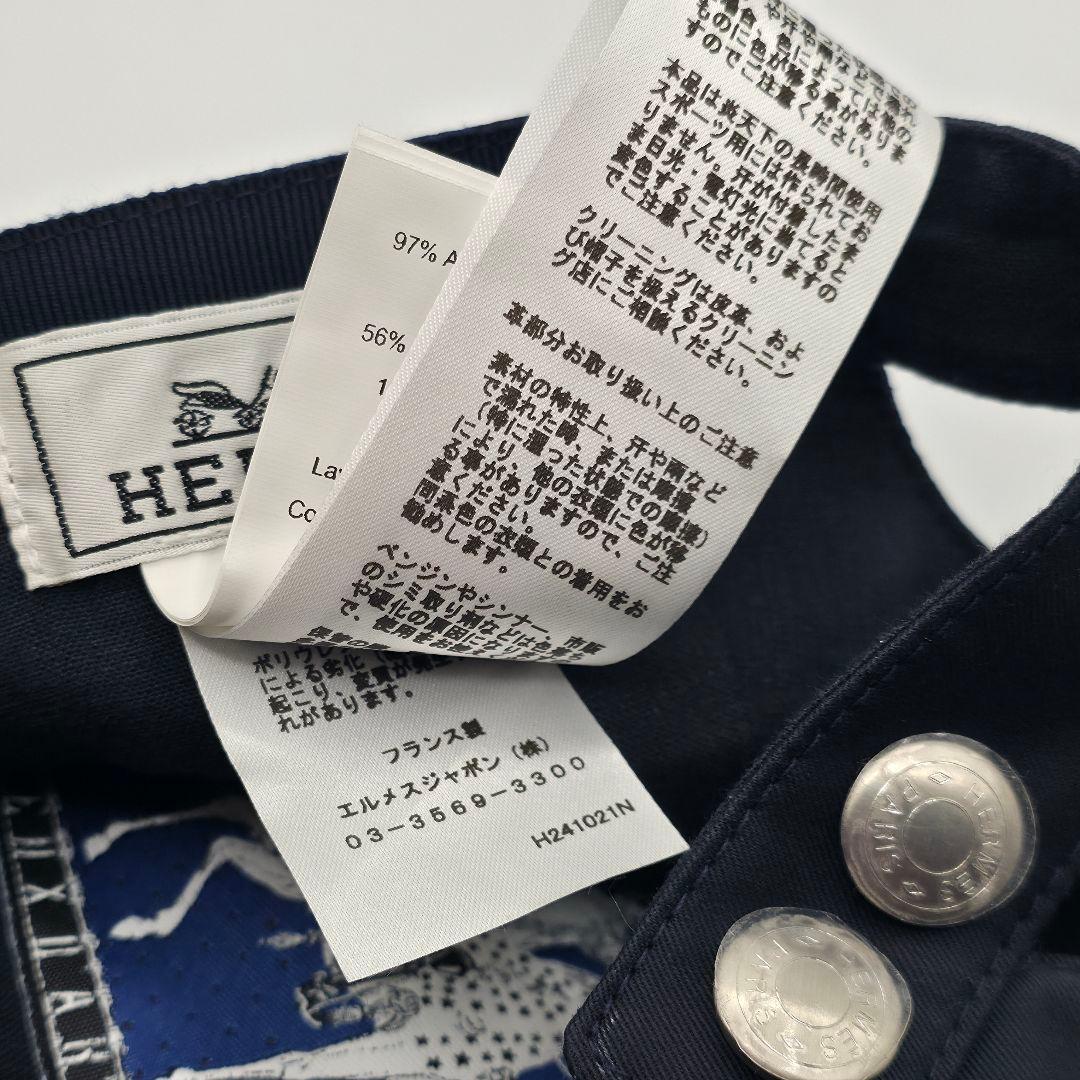 ものに色が移る事があり
すのでご注意ください。
本品は炎天下の長時間使用
スポーツ用には作られてお
りません。汗が付着したま
ま日光・蛍灯光に当てると
変色することがありますの
でご注意ください。
クリーニングは皮革、およ
び帽子を扱えるクリーニン
グ店にご相談ください。
革部分お取り扱い上のご注意
素材の特性上、汗や雨など
で濡れた時、または摩擦
(特に湿った状態での摩擦)
により、他の衣類に色が移
る事がありますので、ご注
意ください。
同系色の衣類との着用をお
勧めします。
ベンジンやシンナー、市販
のシミ取り剤などは色落ち
や硬化の原因になります
で、使用をお
97% A
56%
1
La
Co
HE
ポリウレ
による劣化
起こり、変質が発生
れがあります。
フランス製
エルメスジャポン(株)
03-3569-3300
H241021N
HERMES
PARIS
HERMES
PARIS